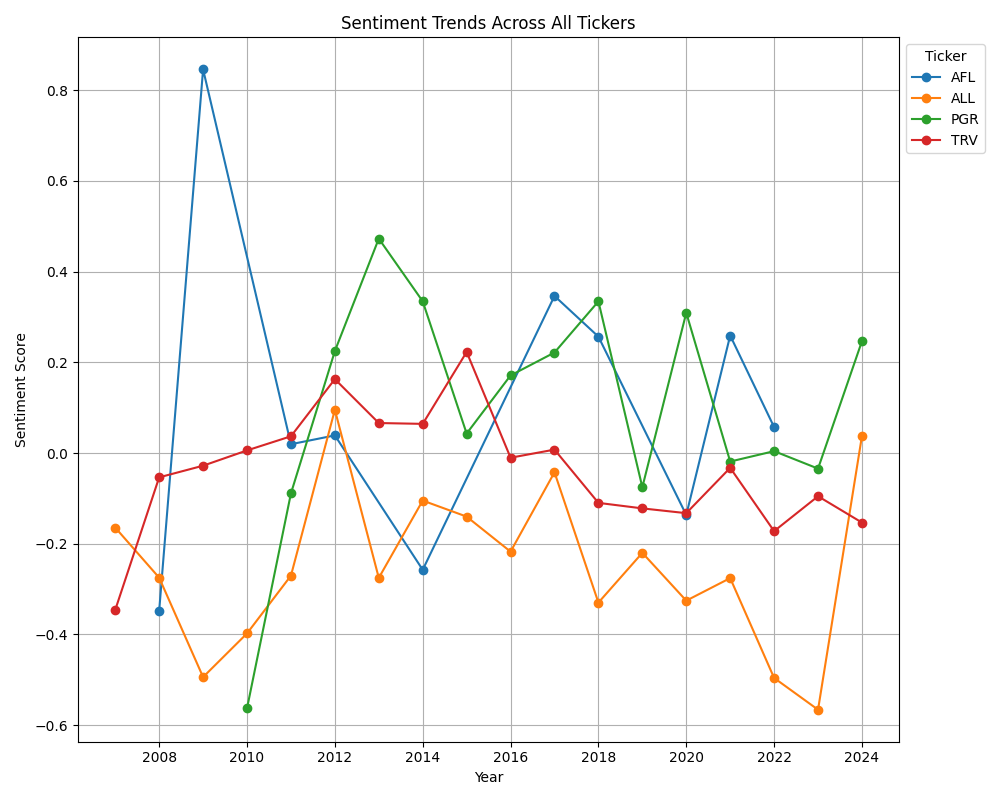 Sentiment Trends Across All Tickers
Ticker
AFL
ALL
PGR
TRV
Sentiment Score
0.8
0.6
0.4
0.2
0.0
−0.2
−0.4
−0.6
2008 2010 2012 2014 2016 2018 2020 2022 2024
Year